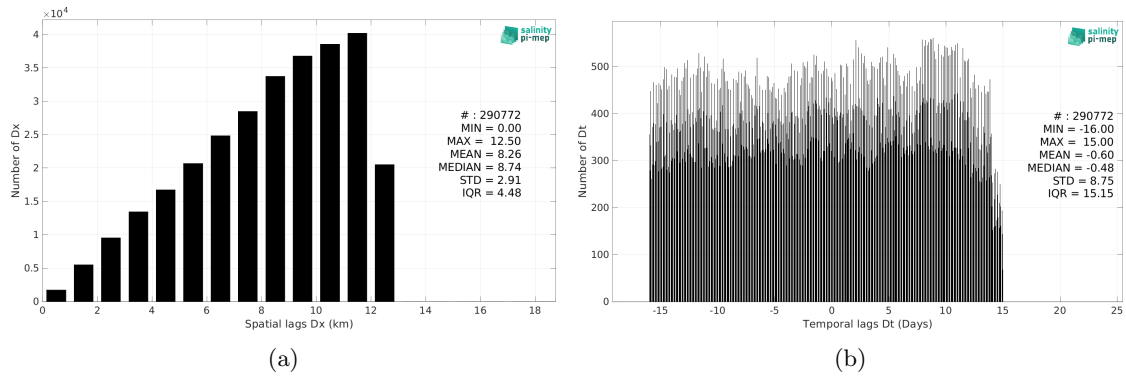 ×10⁴
4
3.5
3
2.5
2
1.5
1
0.5
0
Number of Dx
salinity
pi-mep
# : 290772
MIN = 0.00
MAX = 12.50
MEAN = 8.26
MEDIAN = 8.74
STD = 2.91
IQR = 4.48
0 2 4 6 8 10 12 14 16 18
Spatial lags Dx (km)
(a)
500
400
300
200
100
0
Number of Dt
salinity
pi-mep
# : 290772
MIN = -16.00
MAX = 15.00
MEAN = -0.60
MEDIAN = -0.48
STD = 8.75
IQR = 15.15
-15 -10 -5 0 5 10 15 20 25
Temporal lags Dt (Days)
(b)